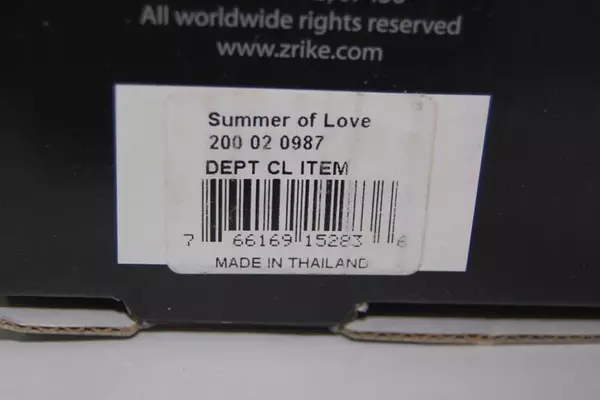 All worldwide rights reserved
www.zrike.com
Summer of Love
200 02 0987
DEPT CL ITEM
7 66169 15283 6
MADE IN THAILAND